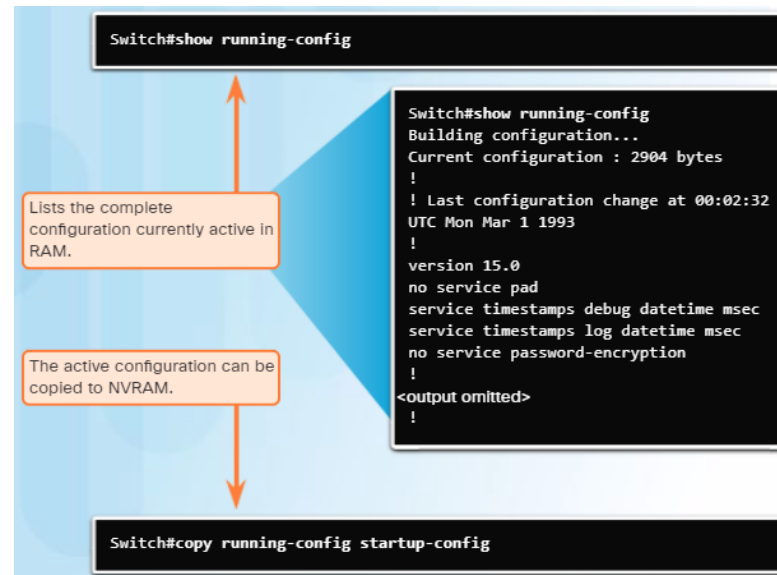 Switch#show running-config
Switch#show running-config
Building configuration...
Current configuration : 2904 bytes
!
! Last configuration change at 00:02:32
UTC Mon Mar 1 1993
!
version 15.0
no service pad
service timestamps debug datetime msec
service timestamps log datetime msec
no service password-encryption
!
<output omitted>
!
Lists the complete
configuration currently active in
RAM.
The active configuration can be
copied to NVRAM.
Switch#copy running-config startup-config